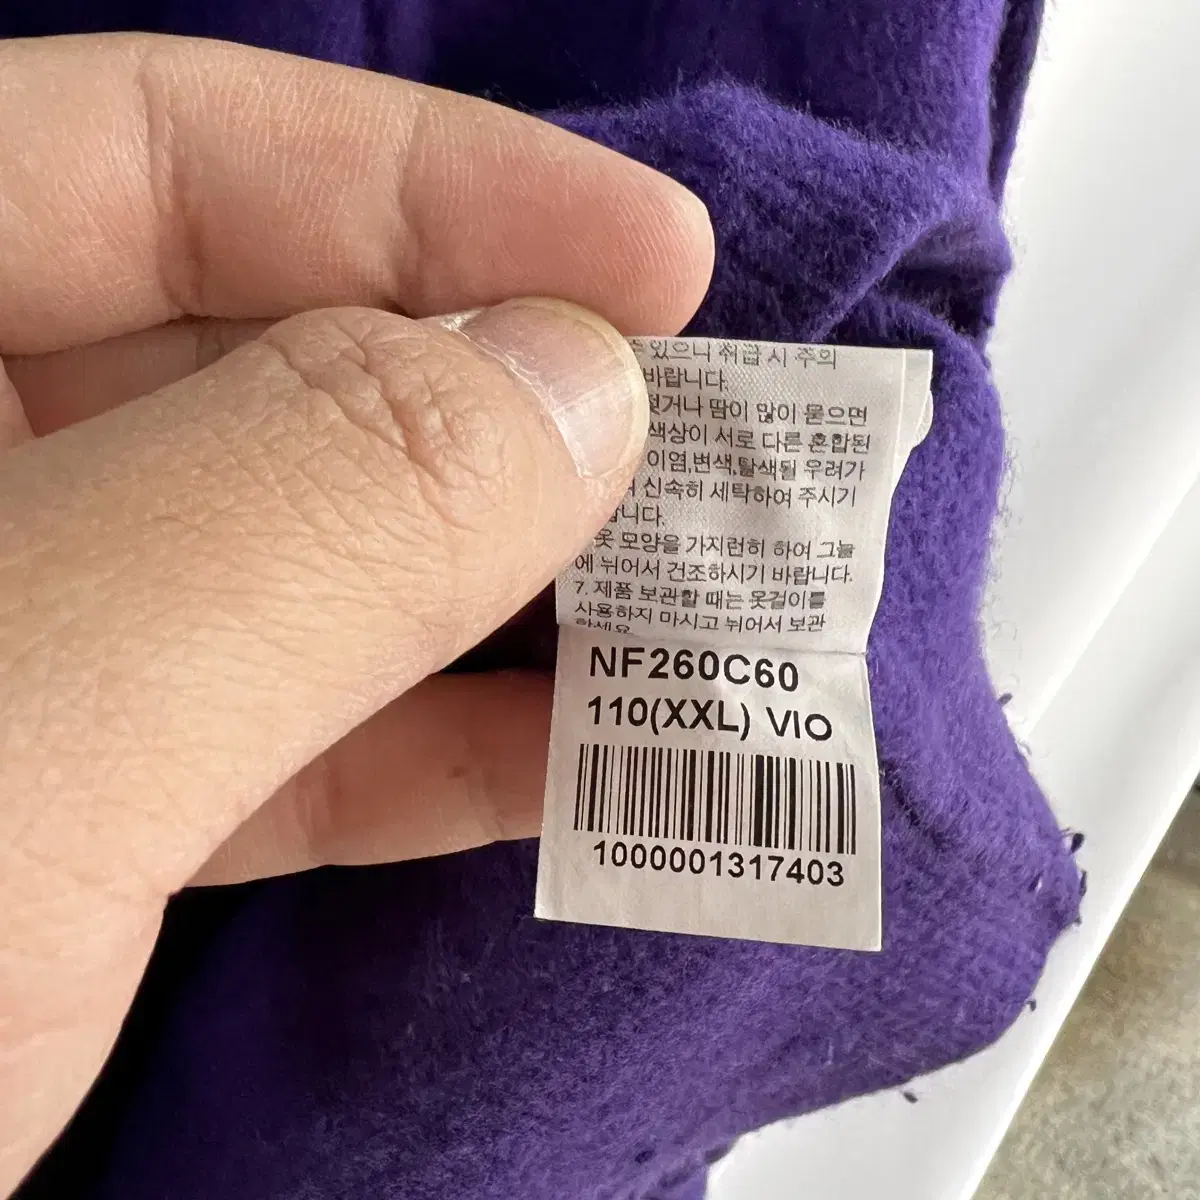 있으니 취급 시 주의
바랍니다.
젖거나 땀이 많이 묻으면
색상이 서로 다른 혼합된
이염,변색,탈색될 우려가
신속히 세탁하여 주시기
랍니다.
옷 모양을 가지런히 하여 그늘
에 뉘어서 건조하시기 바랍니다.
7. 제품 보관할 때는 옷걸이를
사용하지 마시고 뉘어서 보관
하세요
NF260C60
110(XXL) VIO
1000001317403